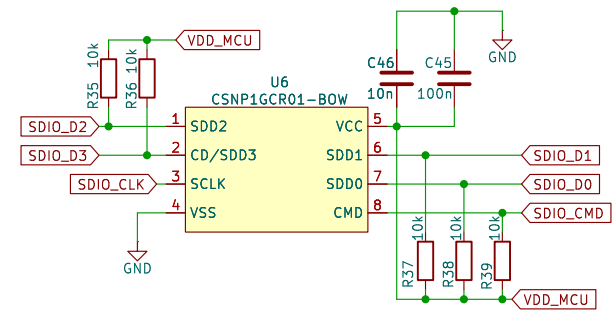 VDD_MCU
10k
10k
R35
R36
C46
10n
C45
100n
GND
U6
CSNP1GCR01-BOW
SDIO_D2
1
SDD2
VCC
5
SDIO_D3
2
CD/SDD3
SDD1
6
SDIO_D1
SDIO_CLK
3
SCLK
SDD0
7
SDIO_D0
4
VSS
CMD
8
SDIO_CMD
GND
10k
10k
10k
R37
R38
R39
VDD_MCU